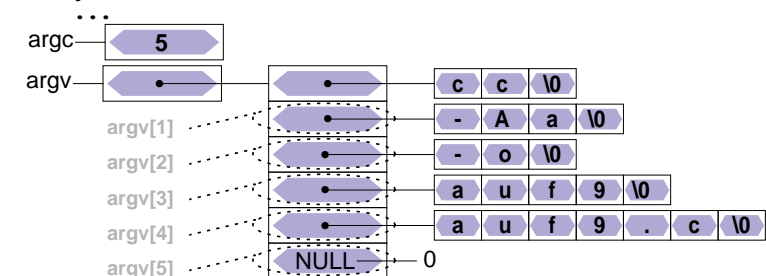 ...
argc 5
argv c c \0
argv[1] - A a \0
argv[2] - o \0
argv[3] a u f 9 \0
argv[4] a u f 9 . c \0
argv[5] NULL 0